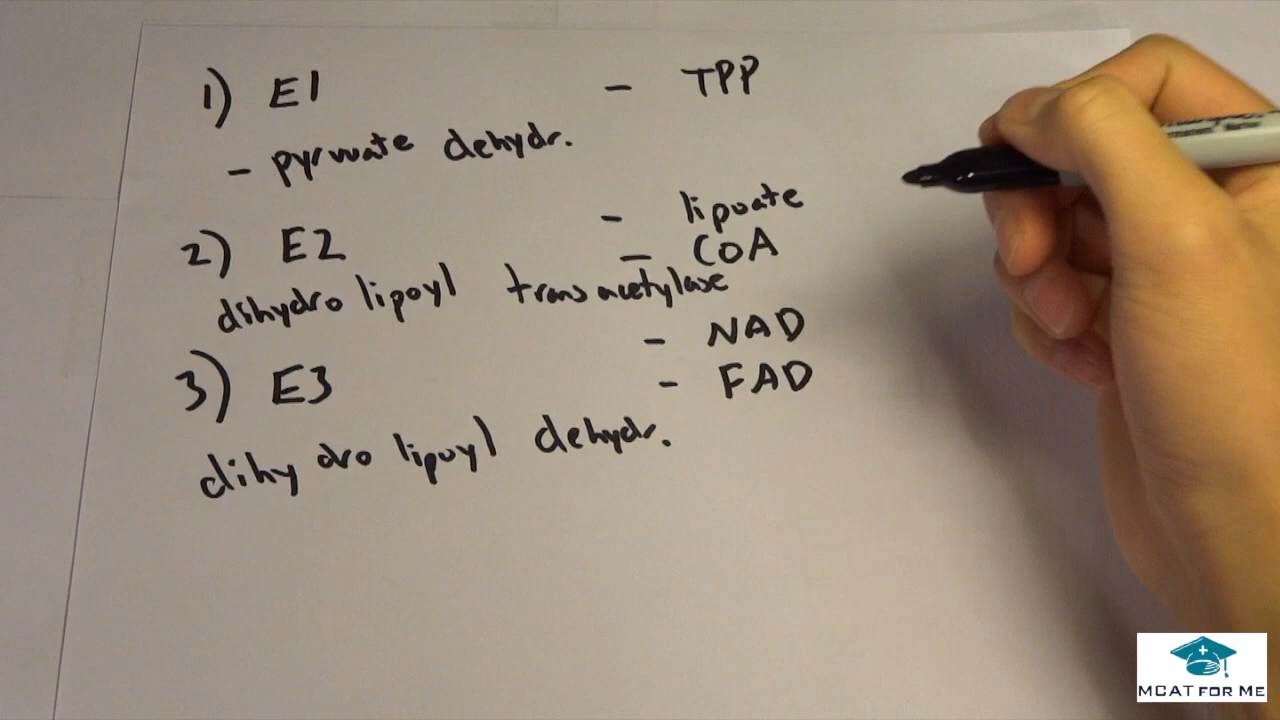 1) E1 - TPP
- pyruvate dehydr.
2) E2 - lipoate
- COA
dihydro lipoyl transacetylase
- NAD
3) E3 - FAD
dihydro lipoyl dehydr.
MCAT FOR ME